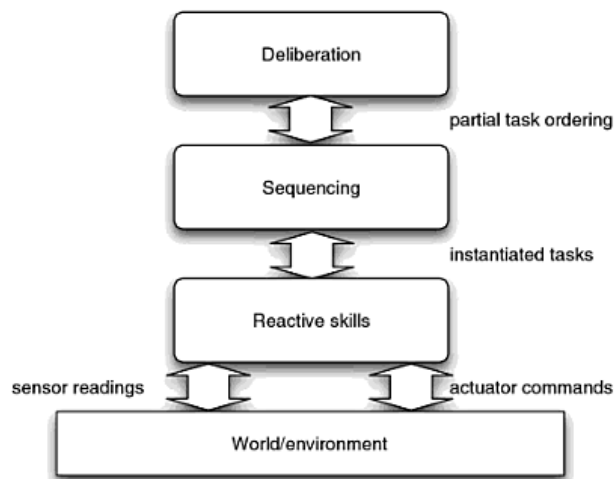 Deliberation
partial task ordering
Sequencing
instantiated tasks
Reactive skills
sensor readings
actuator commands
World/environment